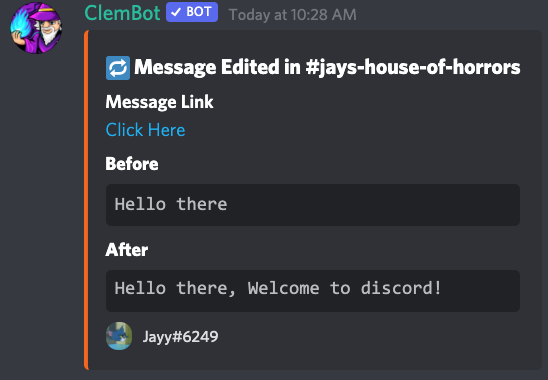 ClemBot ✓ BOT Today at 10:28 AM
🔁 Message Edited in #jays-house-of-horrors
Message Link
Click Here
Before
Hello there
After
Hello there, Welcome to discord!
Jayy#6249